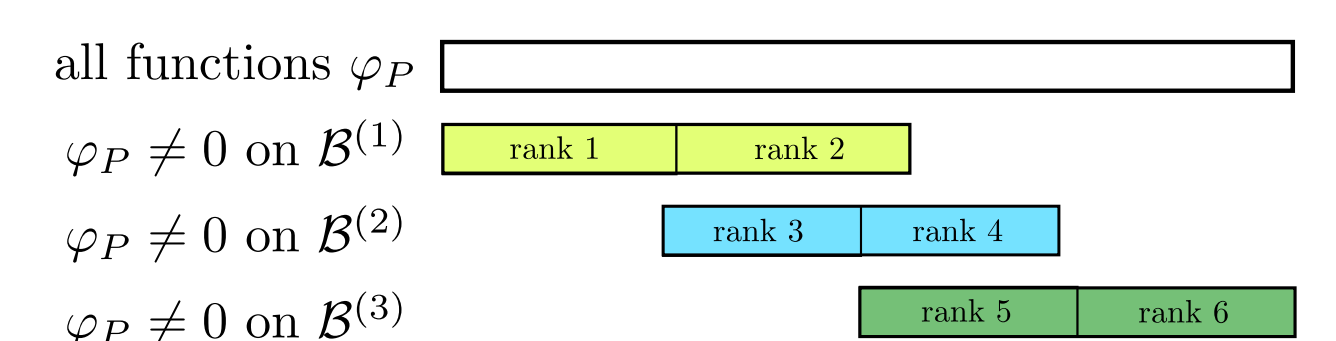 all functions φ_P
φ_P ≠ 0 on ℬ^(1) rank 1 rank 2
φ_P ≠ 0 on ℬ^(2) rank 3 rank 4
φ_P ≠ 0 on ℬ^(3) rank 5 rank 6